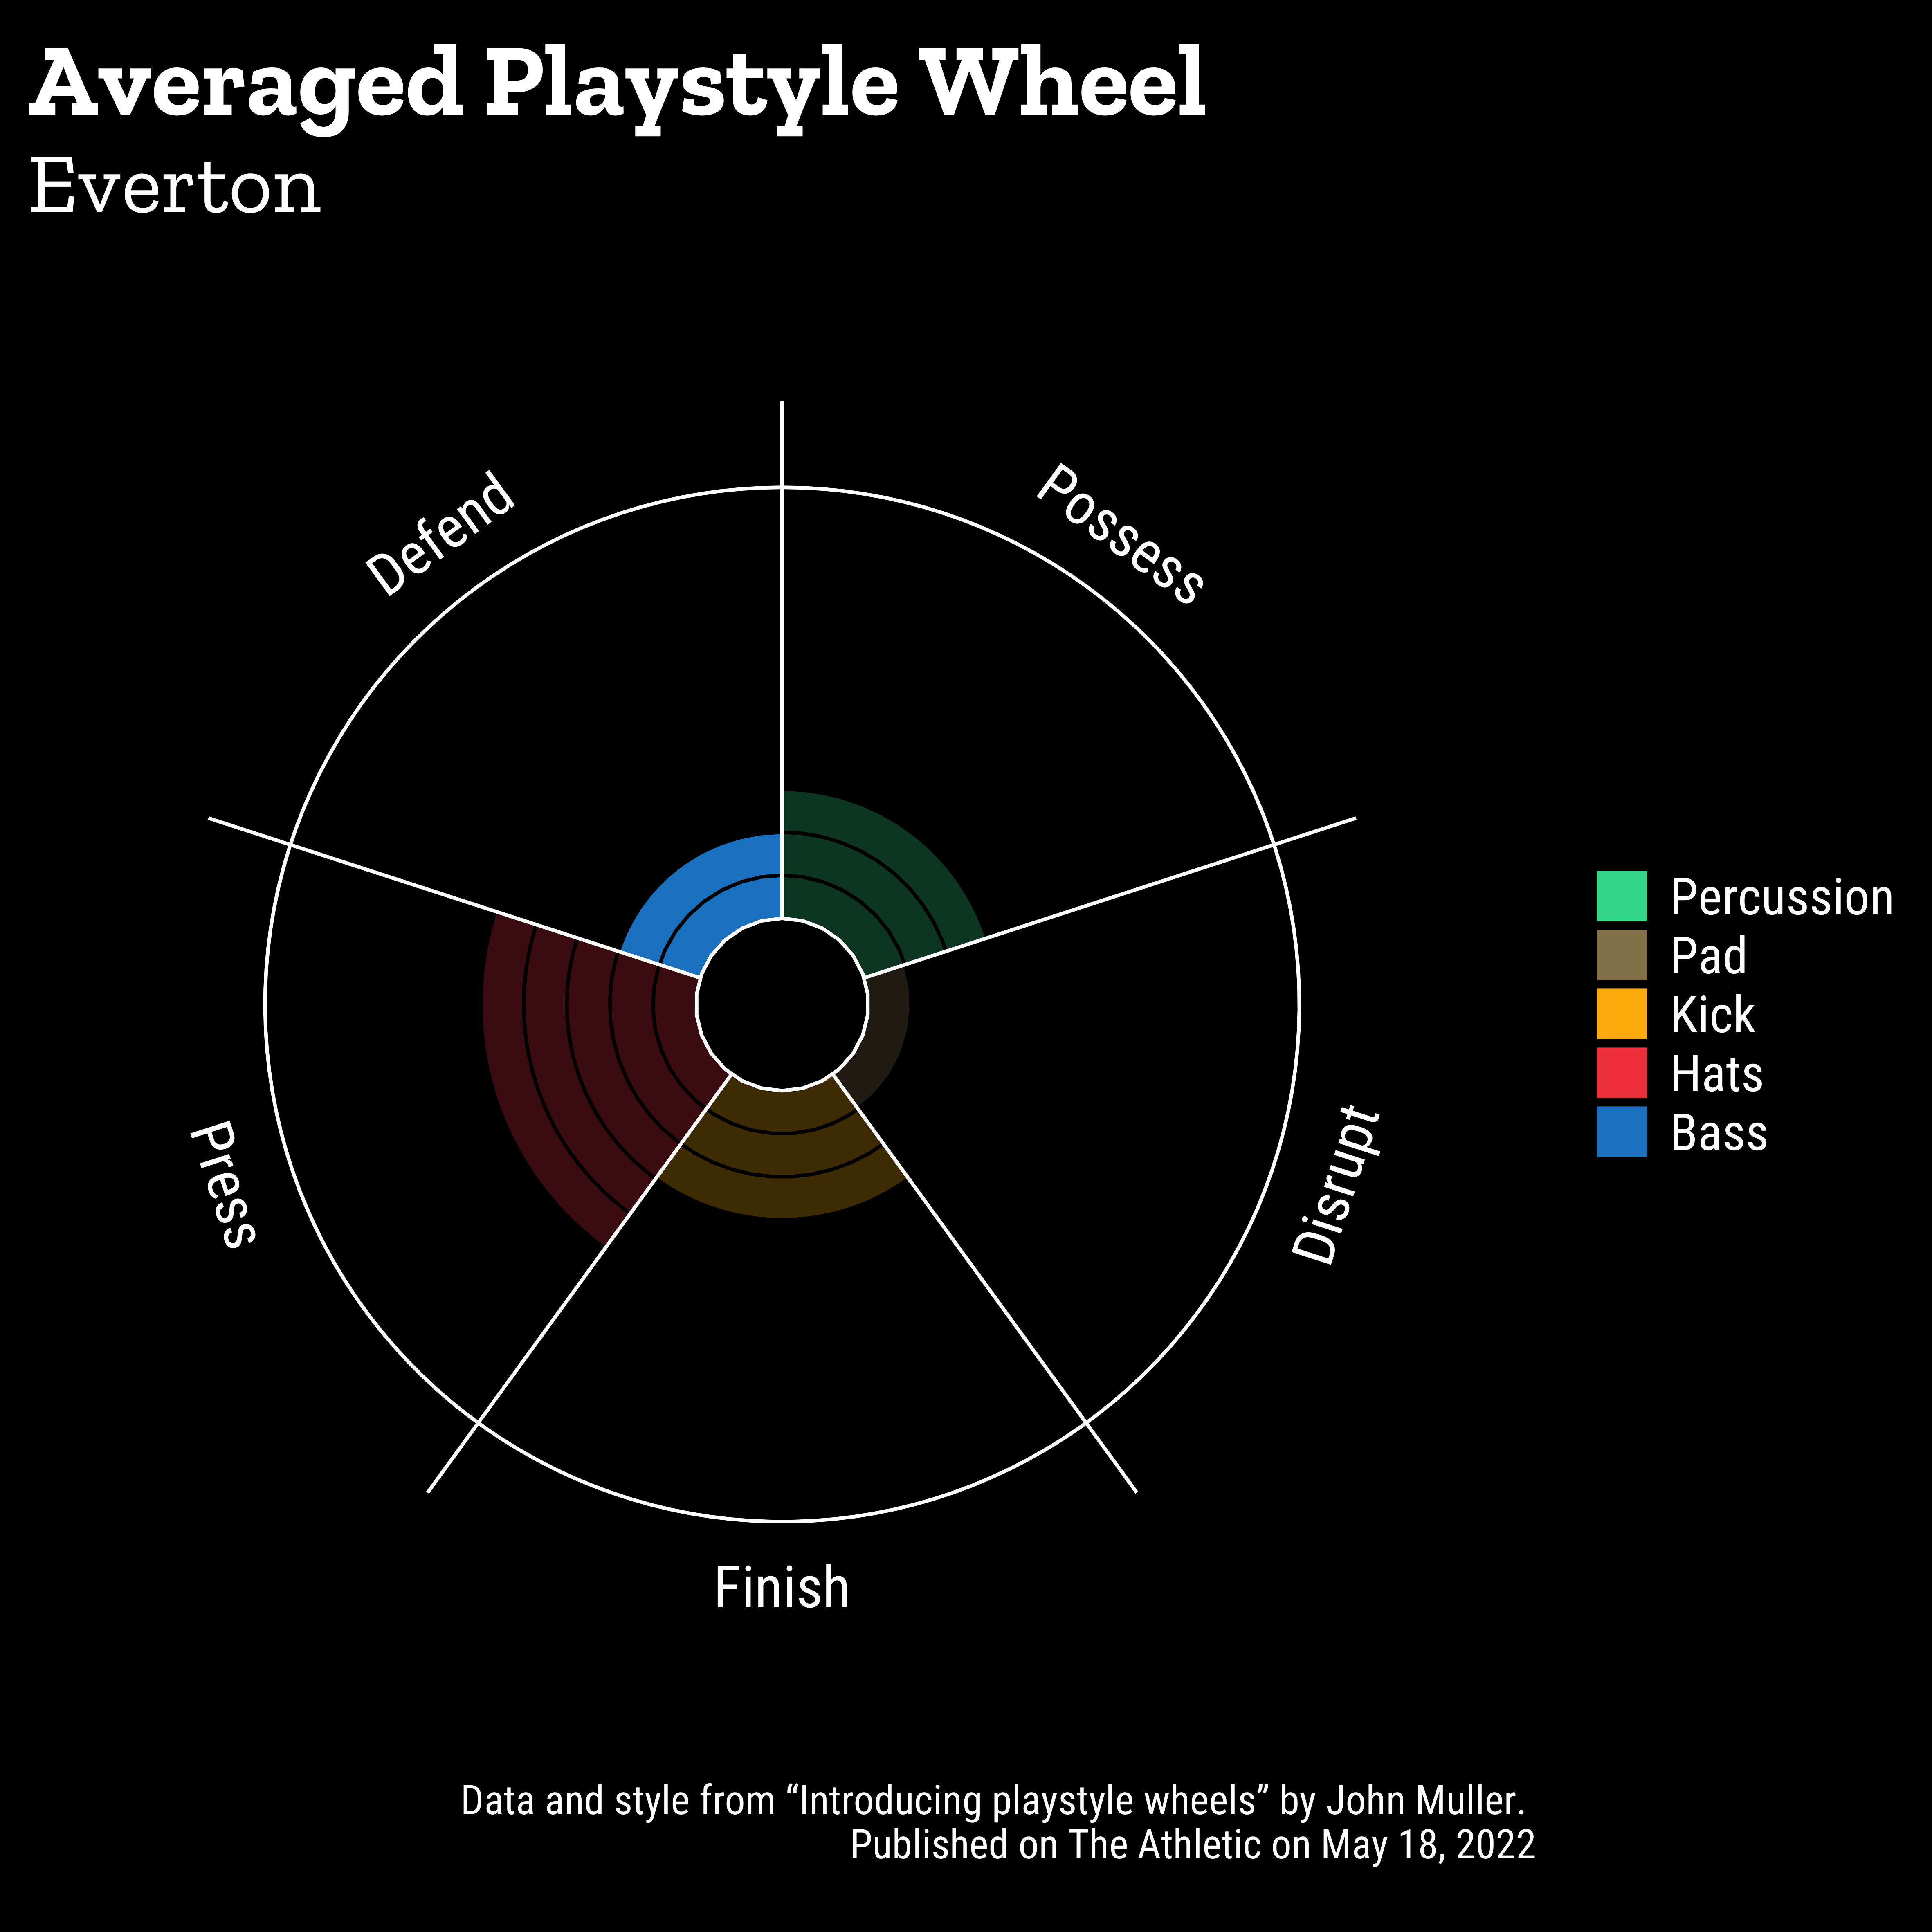 Averaged Playstyle Wheel
Everton
Defend
Possess
Press
Disrupt
Finish
Percussion
Pad
Kick
Hats
Bass
Data and style from “Introducing playstyle wheels” by John Muller.
Published on The Athletic on May 18, 2022